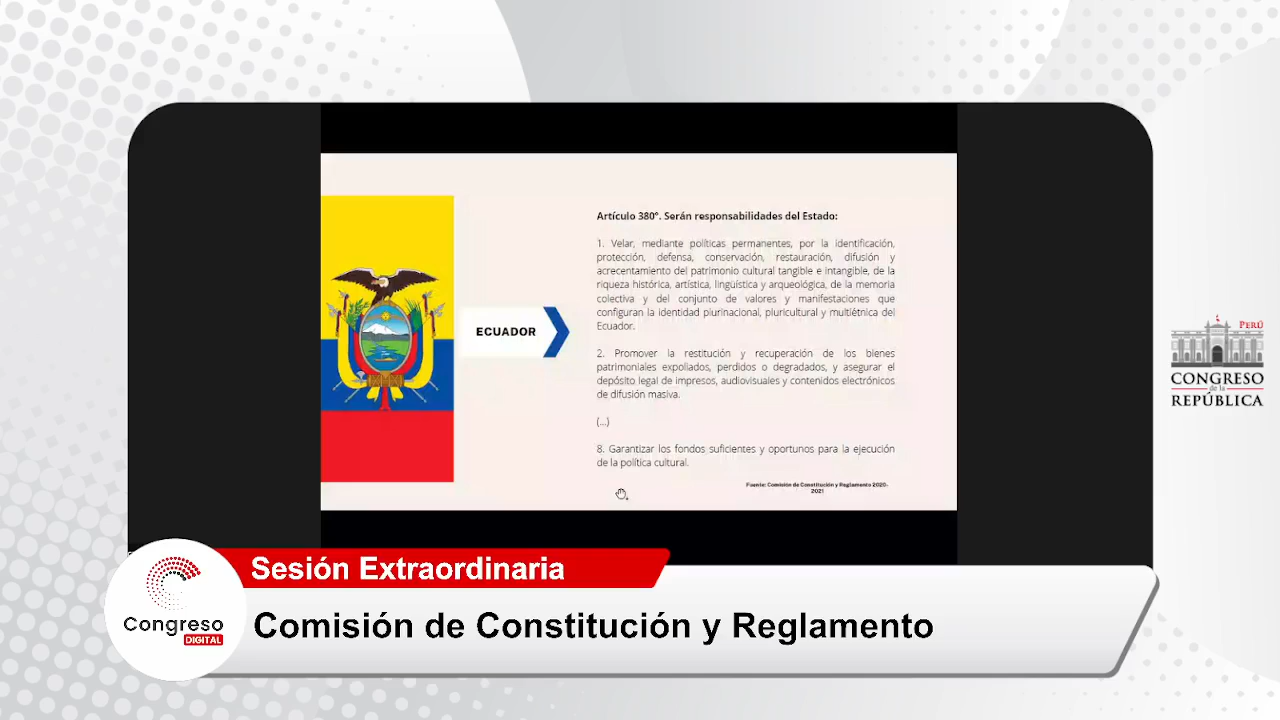 ECUADOR
Artículo 380°. Serán responsabilidades del Estado:
1. Velar, mediante políticas permanentes, por la identificación,
protección, defensa, conservación, restauración, difusión y
acrecentamiento del patrimonio cultural tangible e intangible, de la
riqueza histórica, artística, lingüística y arqueológica, de la memoria
colectiva y del conjunto de valores y manifestaciones que
configuran la identidad plurinacional, pluricultural y multiétnica del
Ecuador.
2. Promover la restitución y recuperación de los bienes
patrimoniales expoliados, perdidos o degradados, y asegurar el
depósito legal de impresos, audiovisuales y contenidos electrónicos
de difusión masiva.
(...)
8. Garantizar los fondos suficientes y oportunos para la ejecución
de la política cultural.
Fuente: Comisión de Constitución y Reglamento 2020-
2021
PERÚ
CONGRESO
de la
REPÚBLICA
Sesión Extraordinaria
Comisión de Constitución y Reglamento
Congreso
DIGITAL